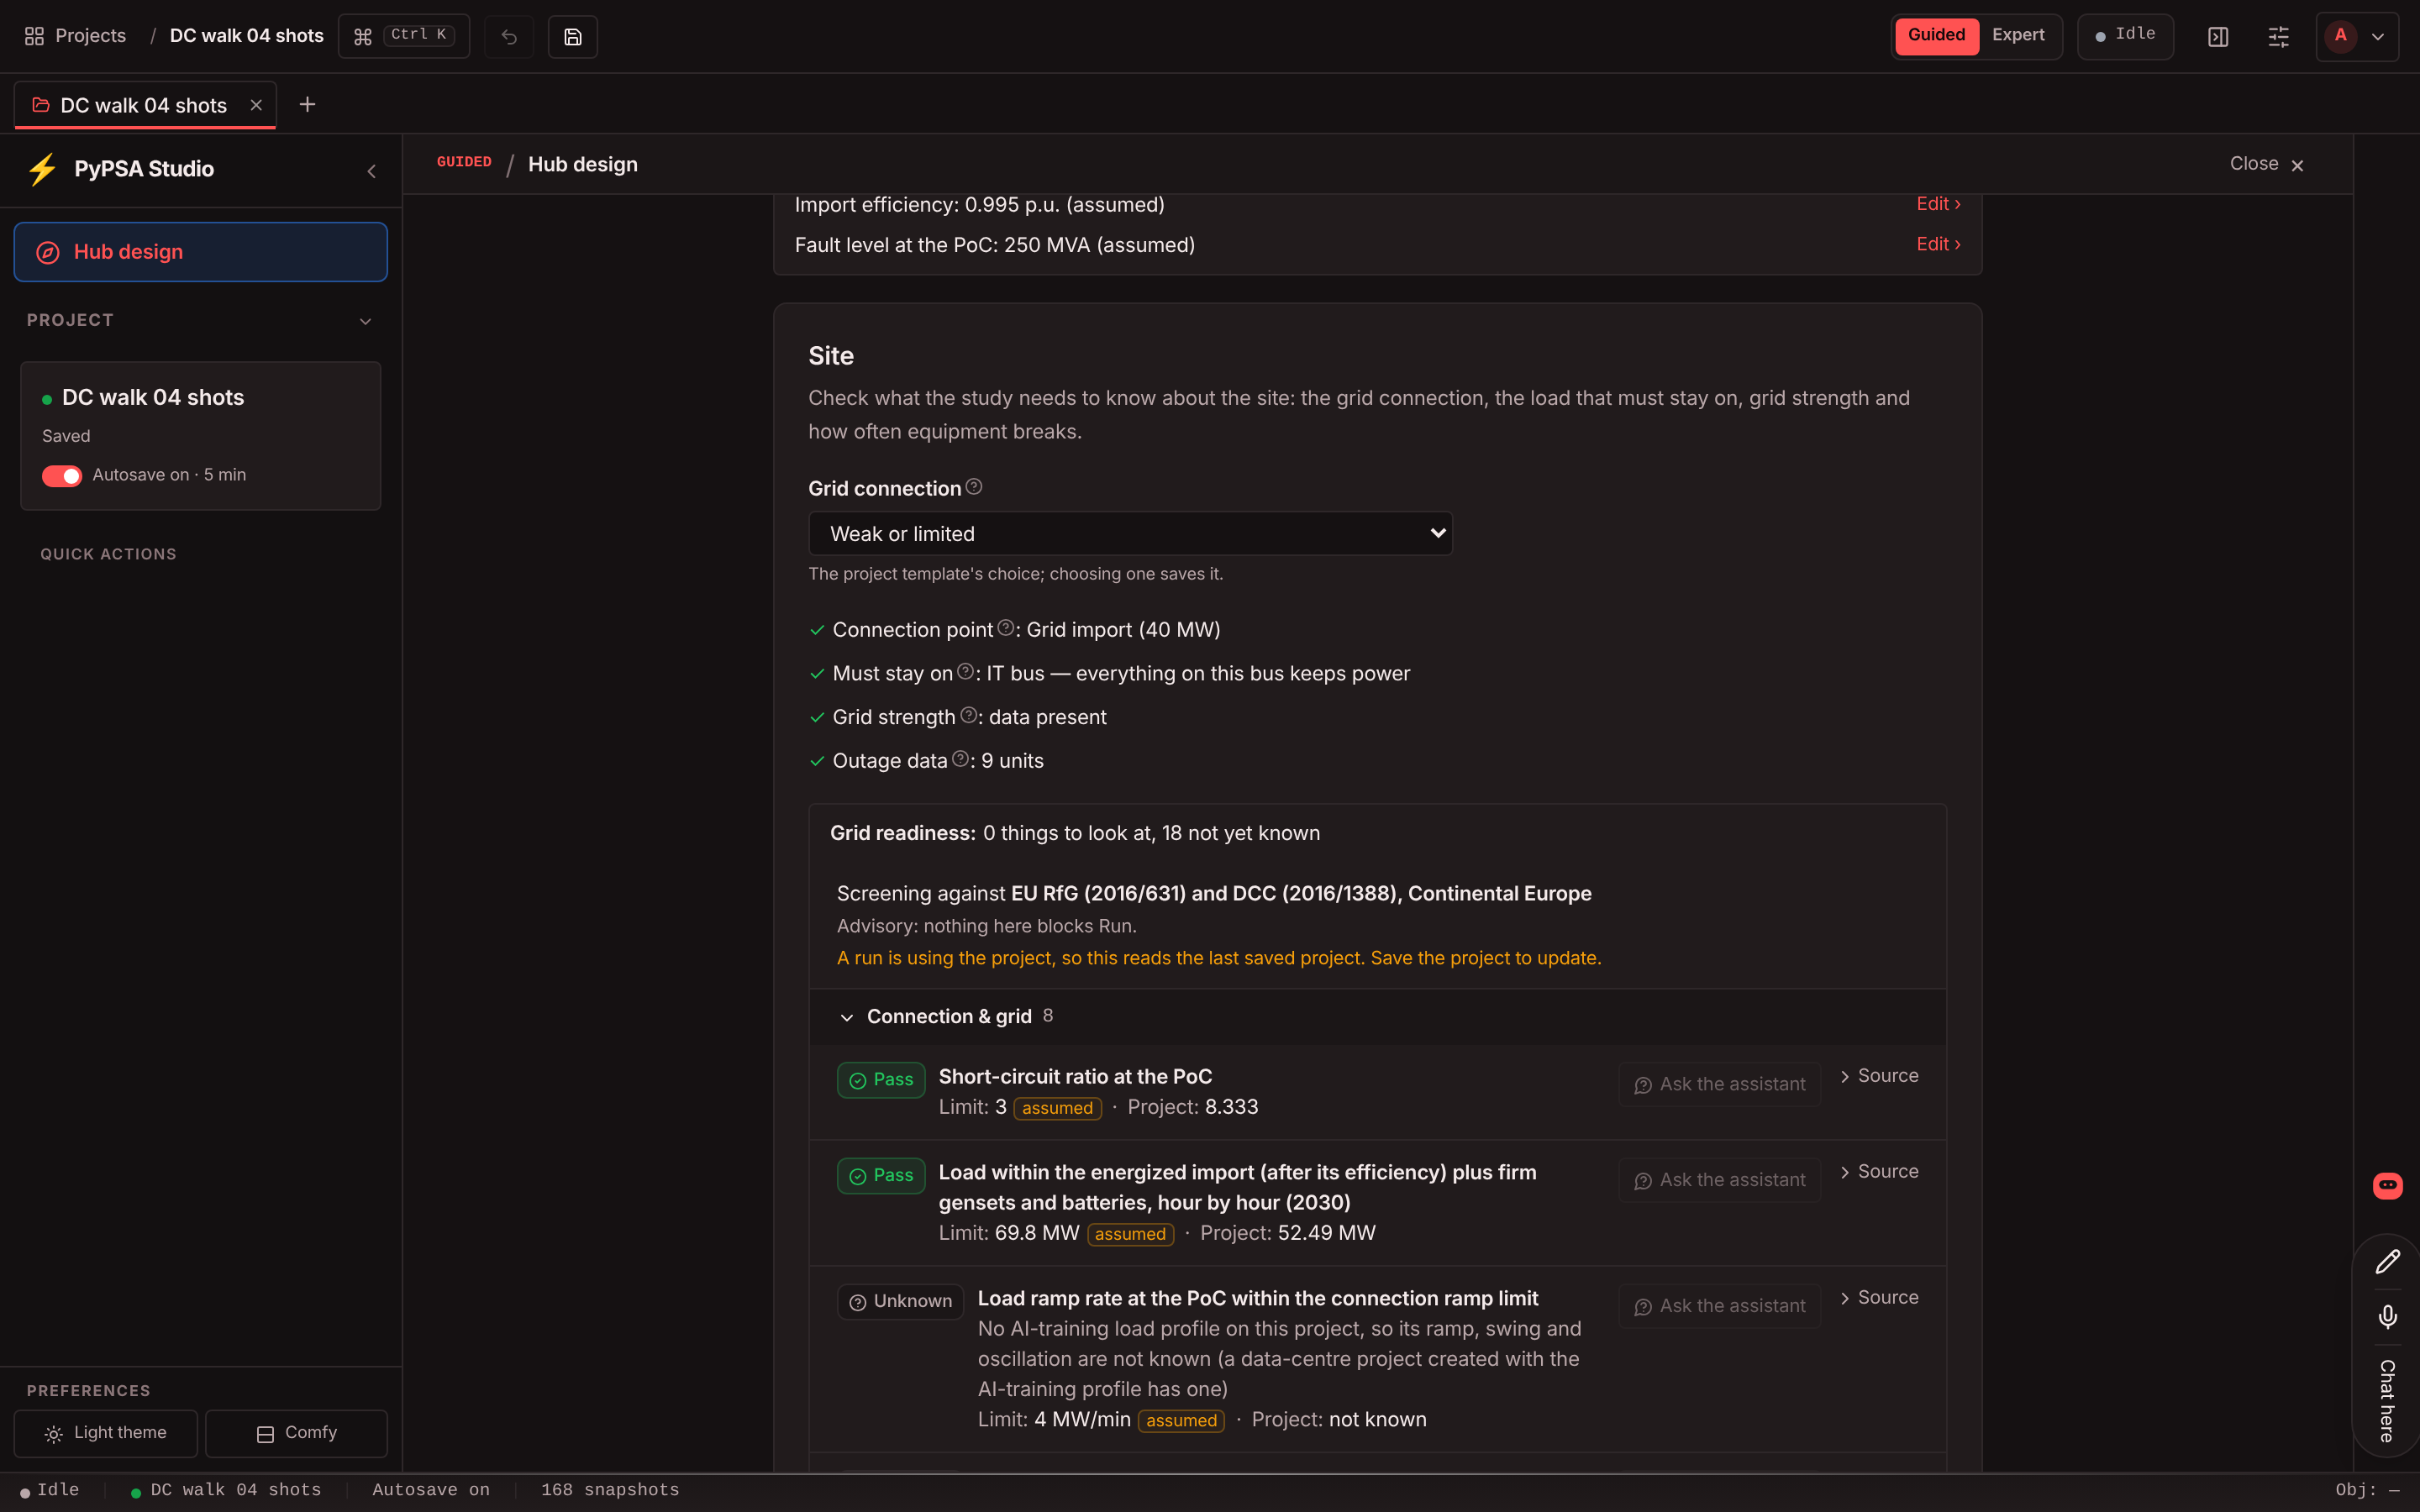 Projects / DC walk 04 shots Ctrl K Guided Expert Idle A
DC walk 04 shots
PyPSA Studio
Hub design
PROJECT
DC walk 04 shots
Saved
Autosave on · 5 min
QUICK ACTIONS
PREFERENCES
Light theme Comfy
GUIDED / Hub design Close
Import efficiency: 0.995 p.u. (assumed) Edit ›
Fault level at the PoC: 250 MVA (assumed) Edit ›
Site
Check what the study needs to know about the site: the grid connection, the load that must stay on, grid strength and
how often equipment breaks.
Grid connection
Weak or limited
The project template's choice; choosing one saves it.
Connection point : Grid import (40 MW)
Must stay on : IT bus — everything on this bus keeps power
Grid strength : data present
Outage data : 9 units
Grid readiness: 0 things to look at, 18 not yet known
Screening against EU RfG (2016/631) and DCC (2016/1388), Continental Europe
Advisory: nothing here blocks Run.
A run is using the project, so this reads the last saved project. Save the project to update.
Connection & grid 8
Pass Short-circuit ratio at the PoC Ask the assistant Source
Limit: 3 assumed · Project: 8.333
Pass Load within the energized import (after its efficiency) plus firm Ask the assistant Source
gensets and batteries, hour by hour (2030)
Limit: 69.8 MW assumed · Project: 52.49 MW
Unknown Load ramp rate at the PoC within the connection ramp limit Ask the assistant Source
No AI-training load profile on this project, so its ramp, swing and
oscillation are not known (a data-centre project created with the
AI-training profile has one)
Limit: 4 MW/min assumed · Project: not known
Chat here
Idle DC walk 04 shots Autosave on 168 snapshots Obj: —